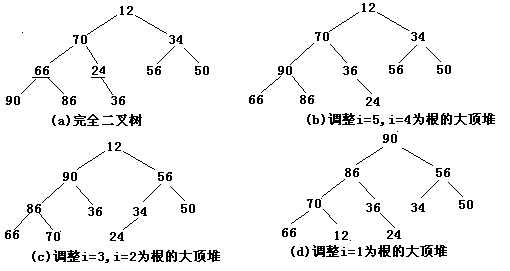 12
70 34
66 24 56 50
90 86 36
(a)完全二叉树
12
70 34
90 36 56 50
66 86 24
(b)调整i=5,i=4为根的大顶堆
12
90 56
86 36 34 50
66 70 24
(c)调整i=3,i=2为根的大顶堆
90
86 56
70 36 34 50
66 12 24
(d)调整i=1为根的大顶堆